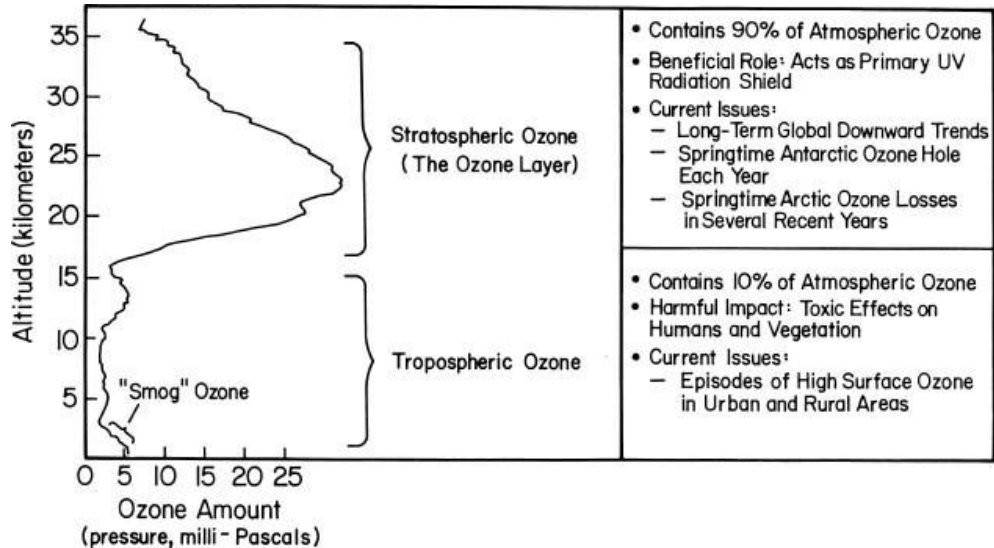 35
30
25
20
15
10
5
Altitude (kilometers)
0 5 10 15 20 25
Ozone Amount
(pressure, milli-Pascals)
"Smog" Ozone
Stratospheric Ozone
(The Ozone Layer)
Tropospheric Ozone
• Contains 90% of Atmospheric Ozone
• Beneficial Role: Acts as Primary UV
Radiation Shield
• Current Issues:
– Long-Term Global Downward Trends
– Springtime Antarctic Ozone Hole
Each Year
– Springtime Arctic Ozone Losses
in Several Recent Years
• Contains 10% of Atmospheric Ozone
• Harmful Impact: Toxic Effects on
Humans and Vegetation
• Current Issues:
– Episodes of High Surface Ozone
in Urban and Rural Areas